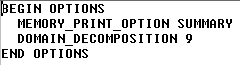 BEGIN OPTIONS
MEMORY_PRINT_OPTION SUMMARY
DOMAIN_DECOMPOSITION 9
END OPTIONS